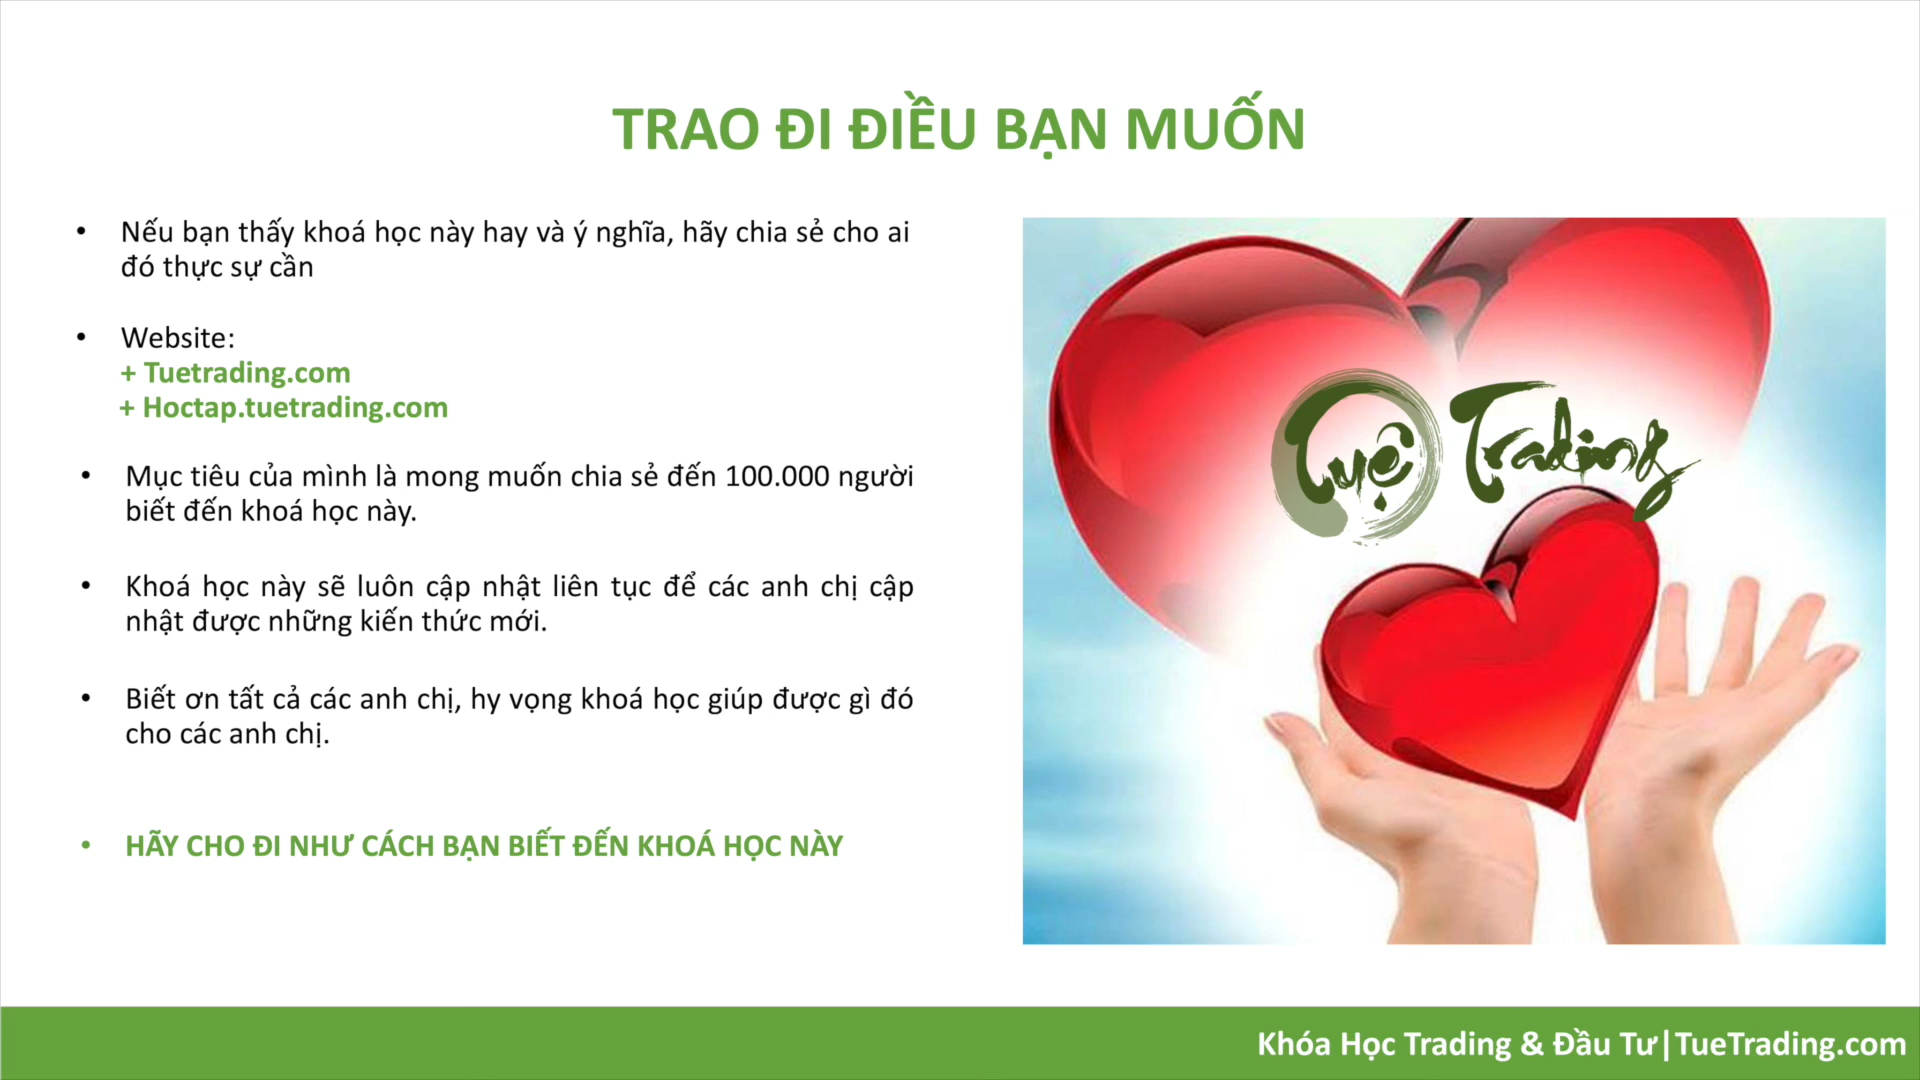 TRAO ĐI ĐIỀU BẠN MUỐN
• Nếu bạn thấy khoá học này hay và ý nghĩa, hãy chia sẻ cho ai
đó thực sự cần
• Website:
+ Tuetrading.com
+ Hoctap.tuetrading.com
• Mục tiêu của mình là mong muốn chia sẻ đến 100.000 người
biết đến khoá học này.
• Khoá học này sẽ luôn cập nhật liên tục để các anh chị cập
nhật được những kiến thức mới.
• Biết ơn tất cả các anh chị, hy vọng khoá học giúp được gì đó
cho các anh chị.
• HÃY CHO ĐI NHƯ CÁCH BẠN BIẾT ĐẾN KHOÁ HỌC NÀY
Tuệ Trading
Khóa Học Trading & Đầu Tư|TueTrading.com